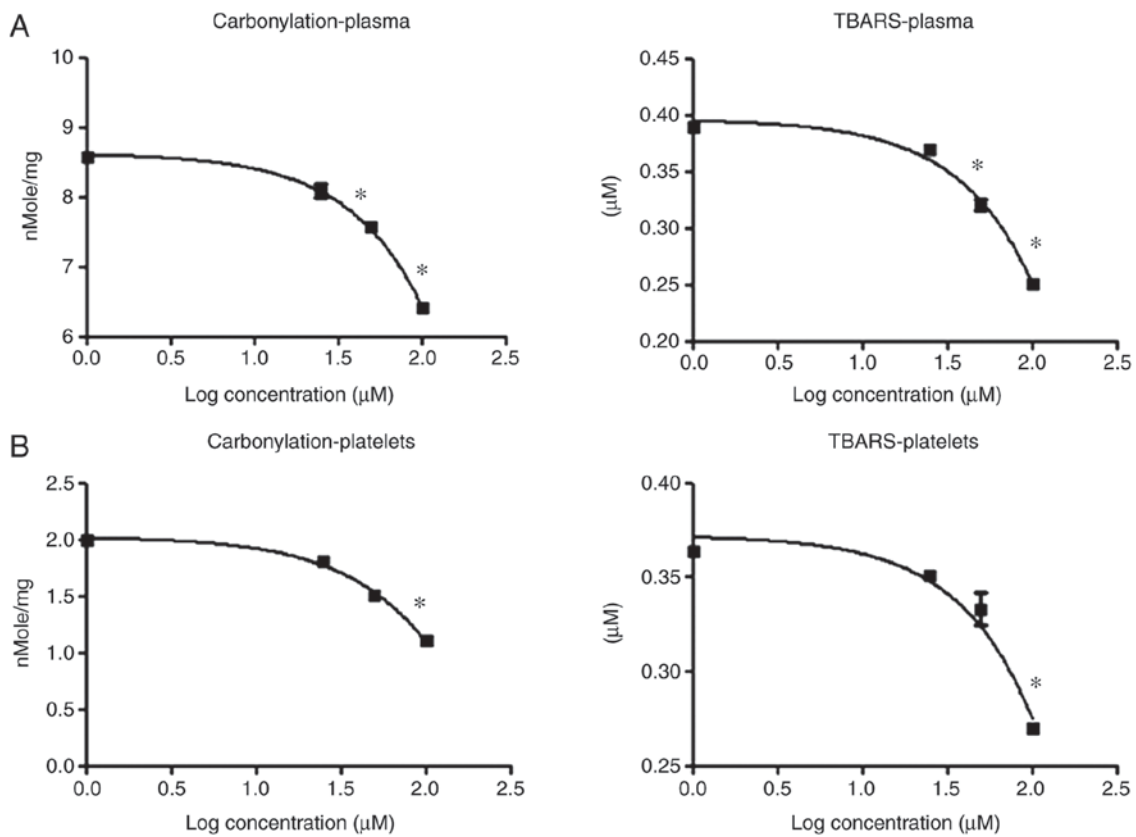 A
Carbonylation-plasma
10
9
8
7
6
nMole/mg
0.0 0.5 1.0 1.5 2.0 2.5
Log concentration (μM)
*
*
TBARS-plasma
0.45
0.40
0.35
0.30
0.25
0.20
(μM)
0.0 0.5 1.0 1.5 2.0 2.5
Log concentration (μM)
*
*
B
Carbonylation-platelets
2.5
2.0
1.5
1.0
0.5
0.0
nMole/mg
0.0 0.5 1.0 1.5 2.0 2.5
Log concentration (μM)
*
TBARS-platelets
0.40
0.35
0.30
0.25
(μM)
0.0 0.5 1.0 1.5 2.0 2.5
Log concentration (μM)
*